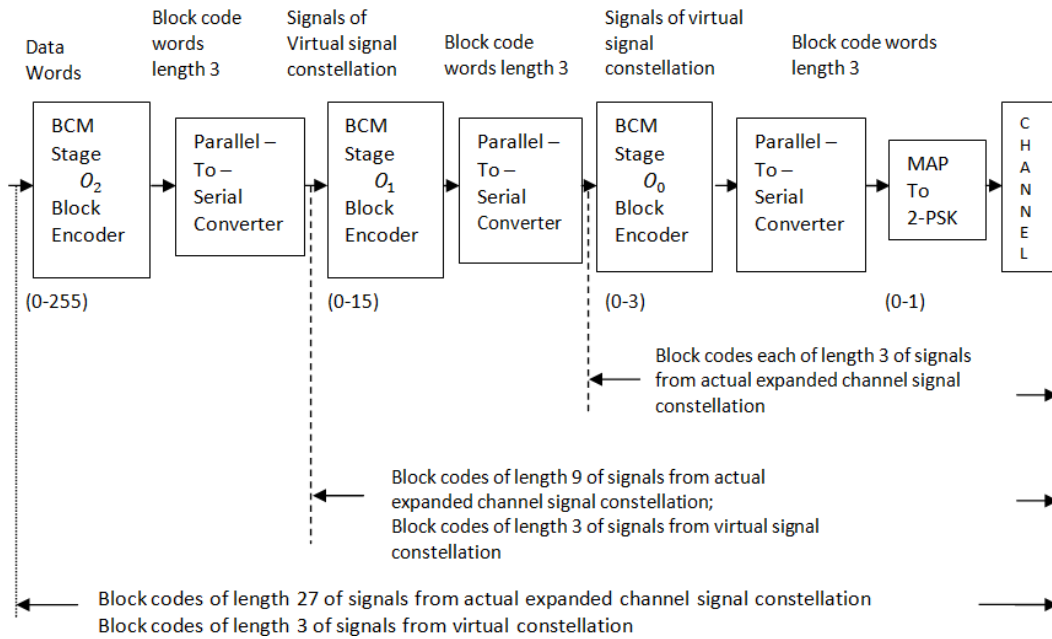 Data
Words
Block code
words
length 3
Signals of
Virtual signal
constellation
Block code
words length 3
Signals of virtual
signal
constellation
Block code words
length 3
BCM
Stage
O₂
Block
Encoder
Parallel –
To –
Serial
Converter
BCM
Stage
O₁
Block
Encoder
Parallel –
To –
Serial
Converter
BCM
Stage
O₀
Block
Encoder
Parallel –
To –
Serial
Converter
MAP
To
2-PSK
C
H
A
N
N
E
L
(0-255)
(0-15)
(0-3)
(0-1)
Block codes each of length 3 of signals
from actual expanded channel signal
constellation
Block codes of length 9 of signals from actual
expanded channel signal constellation;
Block codes of length 3 of signals from virtual signal
constellation
Block codes of length 27 of signals from actual expanded channel signal constellation
Block codes of length 3 of signals from virtual constellation